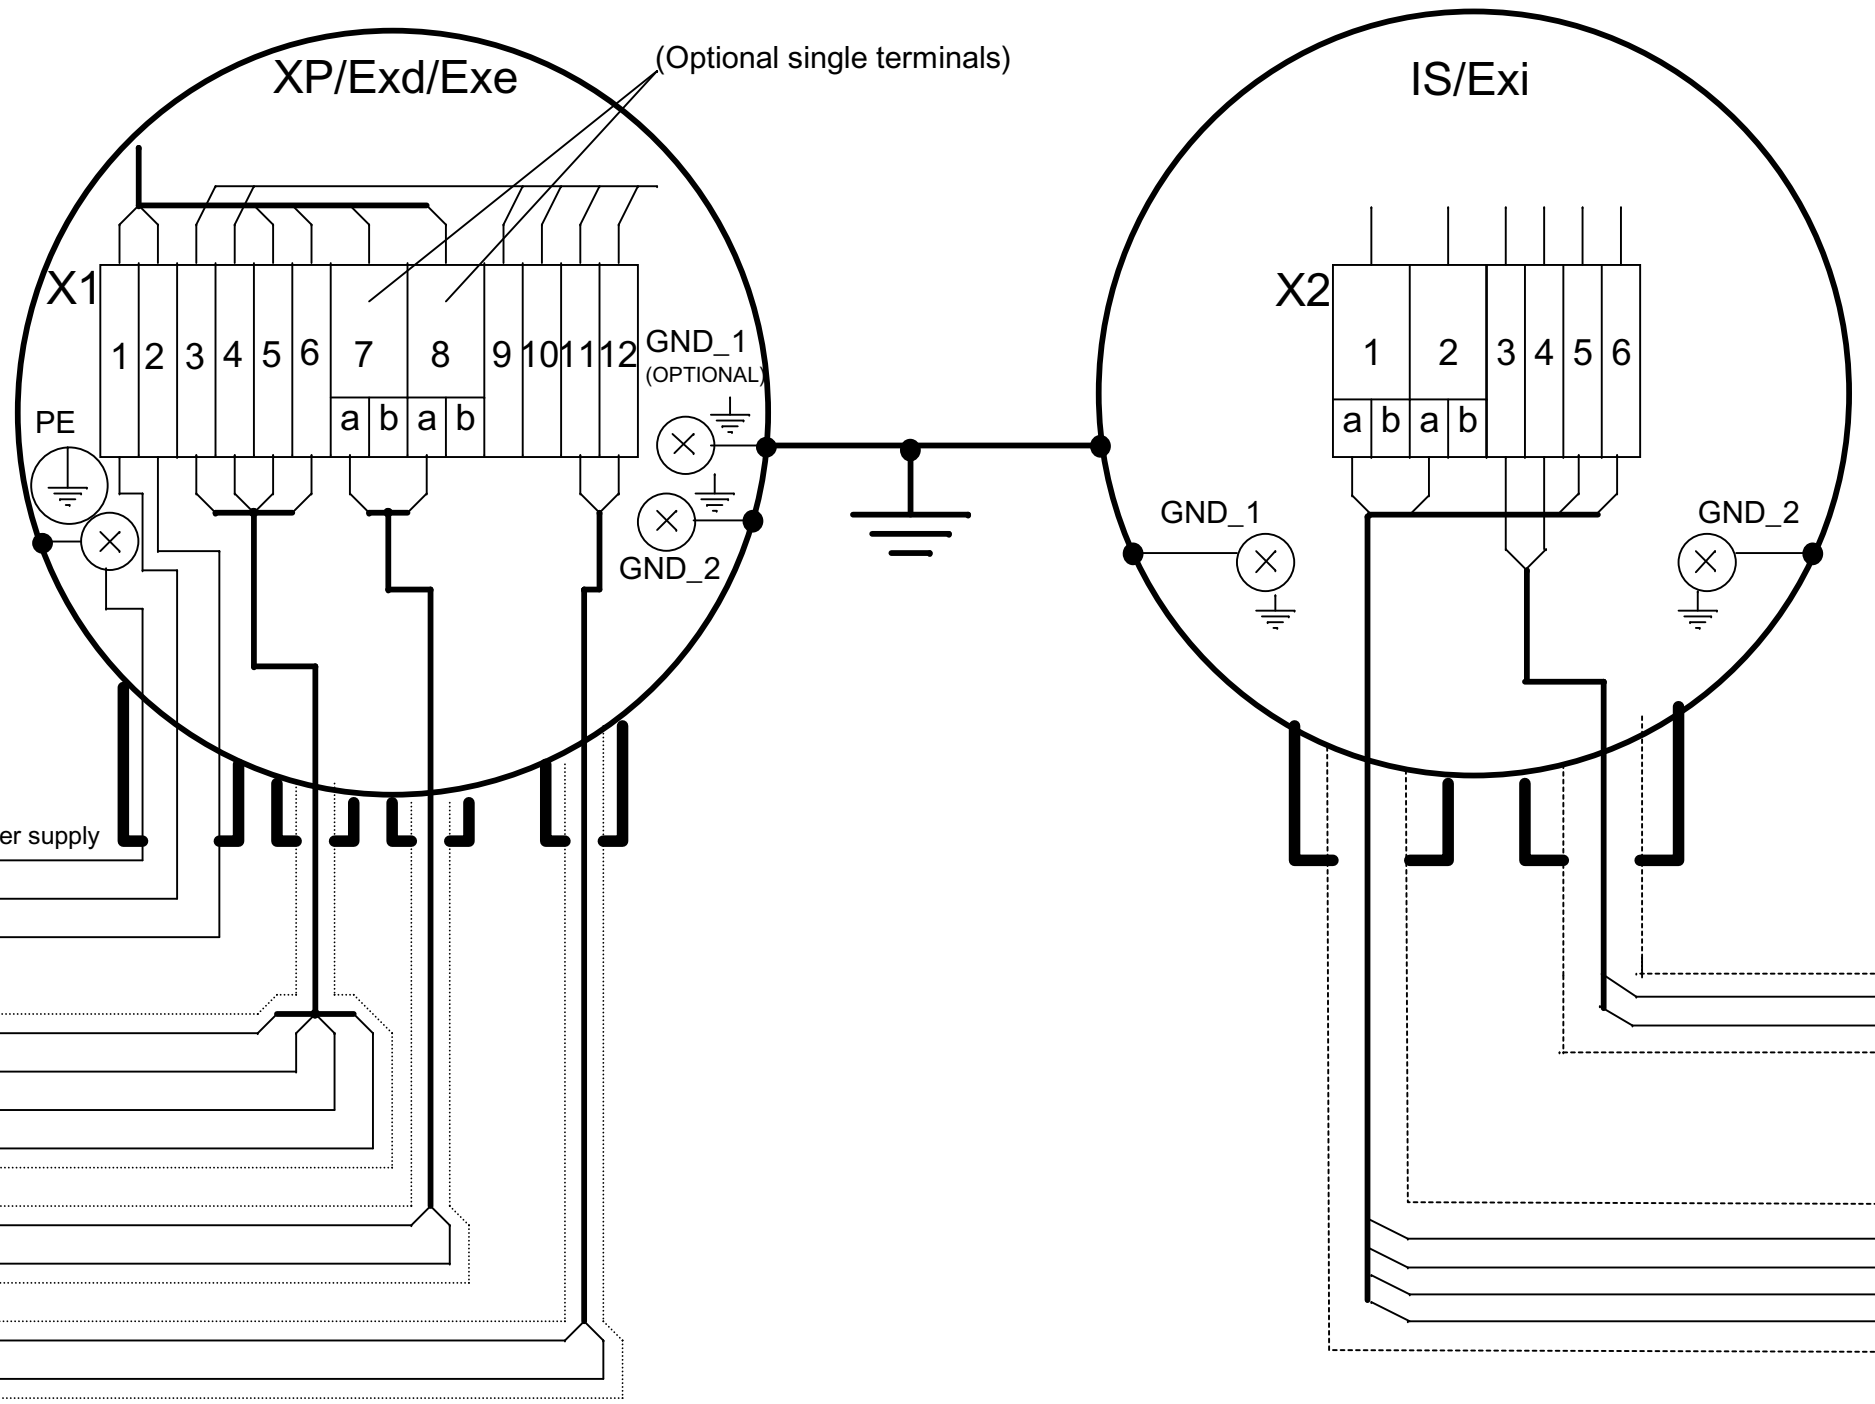 (Optional single terminals)
XP/Exd/Exe
IS/Exi
X1
X2
1 2 3 4 5 6 7 8 9 10 11 12
a b a b
GND_1
(OPTIONAL)
PE
GND_2
1 2 3 4 5 6
a b a b
GND_1
GND_2
er supply